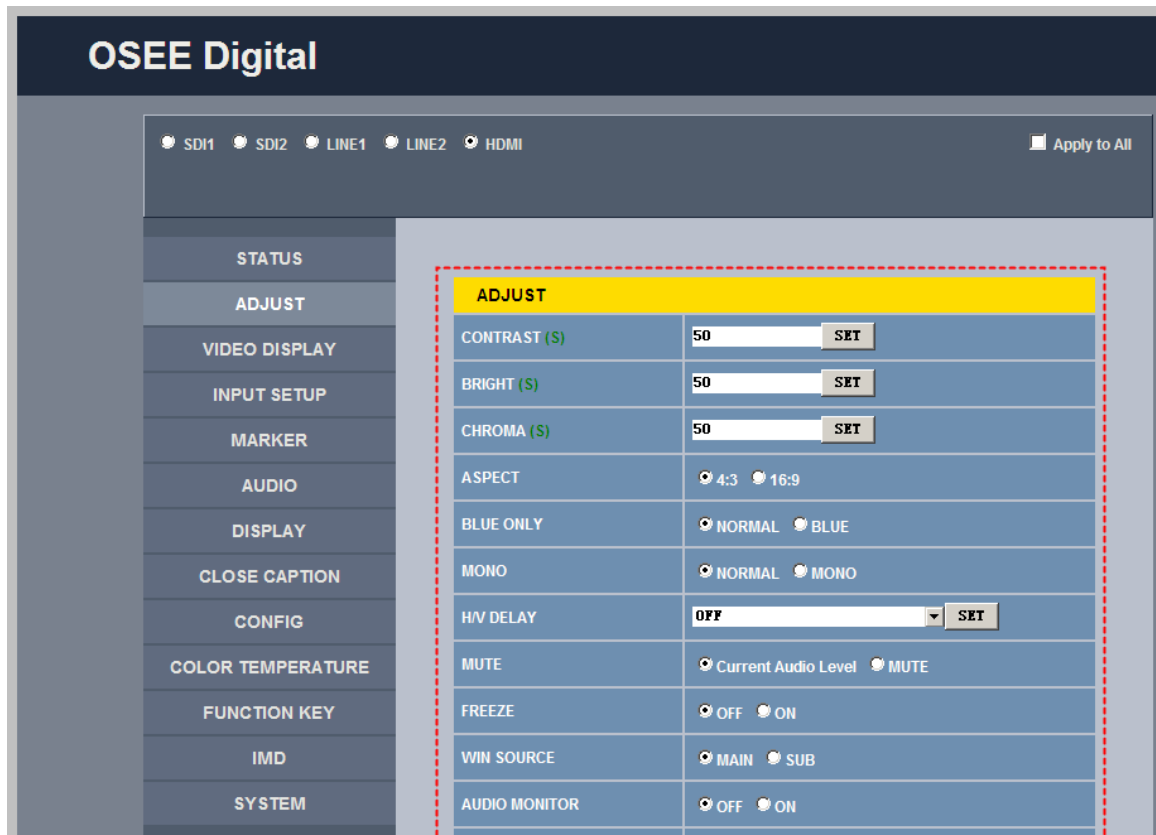 OSEE Digital
SDI1 SDI2 LINE1 LINE2 HDMI Apply to All
STATUS
ADJUST
VIDEO DISPLAY
INPUT SETUP
MARKER
AUDIO
DISPLAY
CLOSE CAPTION
CONFIG
COLOR TEMPERATURE
FUNCTION KEY
IMD
SYSTEM
ADJUST
CONTRAST (S) 50 SET
BRIGHT (S) 50 SET
CHROMA (S) 50 SET
ASPECT 4:3 16:9
BLUE ONLY NORMAL BLUE
MONO NORMAL MONO
H/V DELAY OFF SET
MUTE Current Audio Level MUTE
FREEZE OFF ON
WIN SOURCE MAIN SUB
AUDIO MONITOR OFF ON